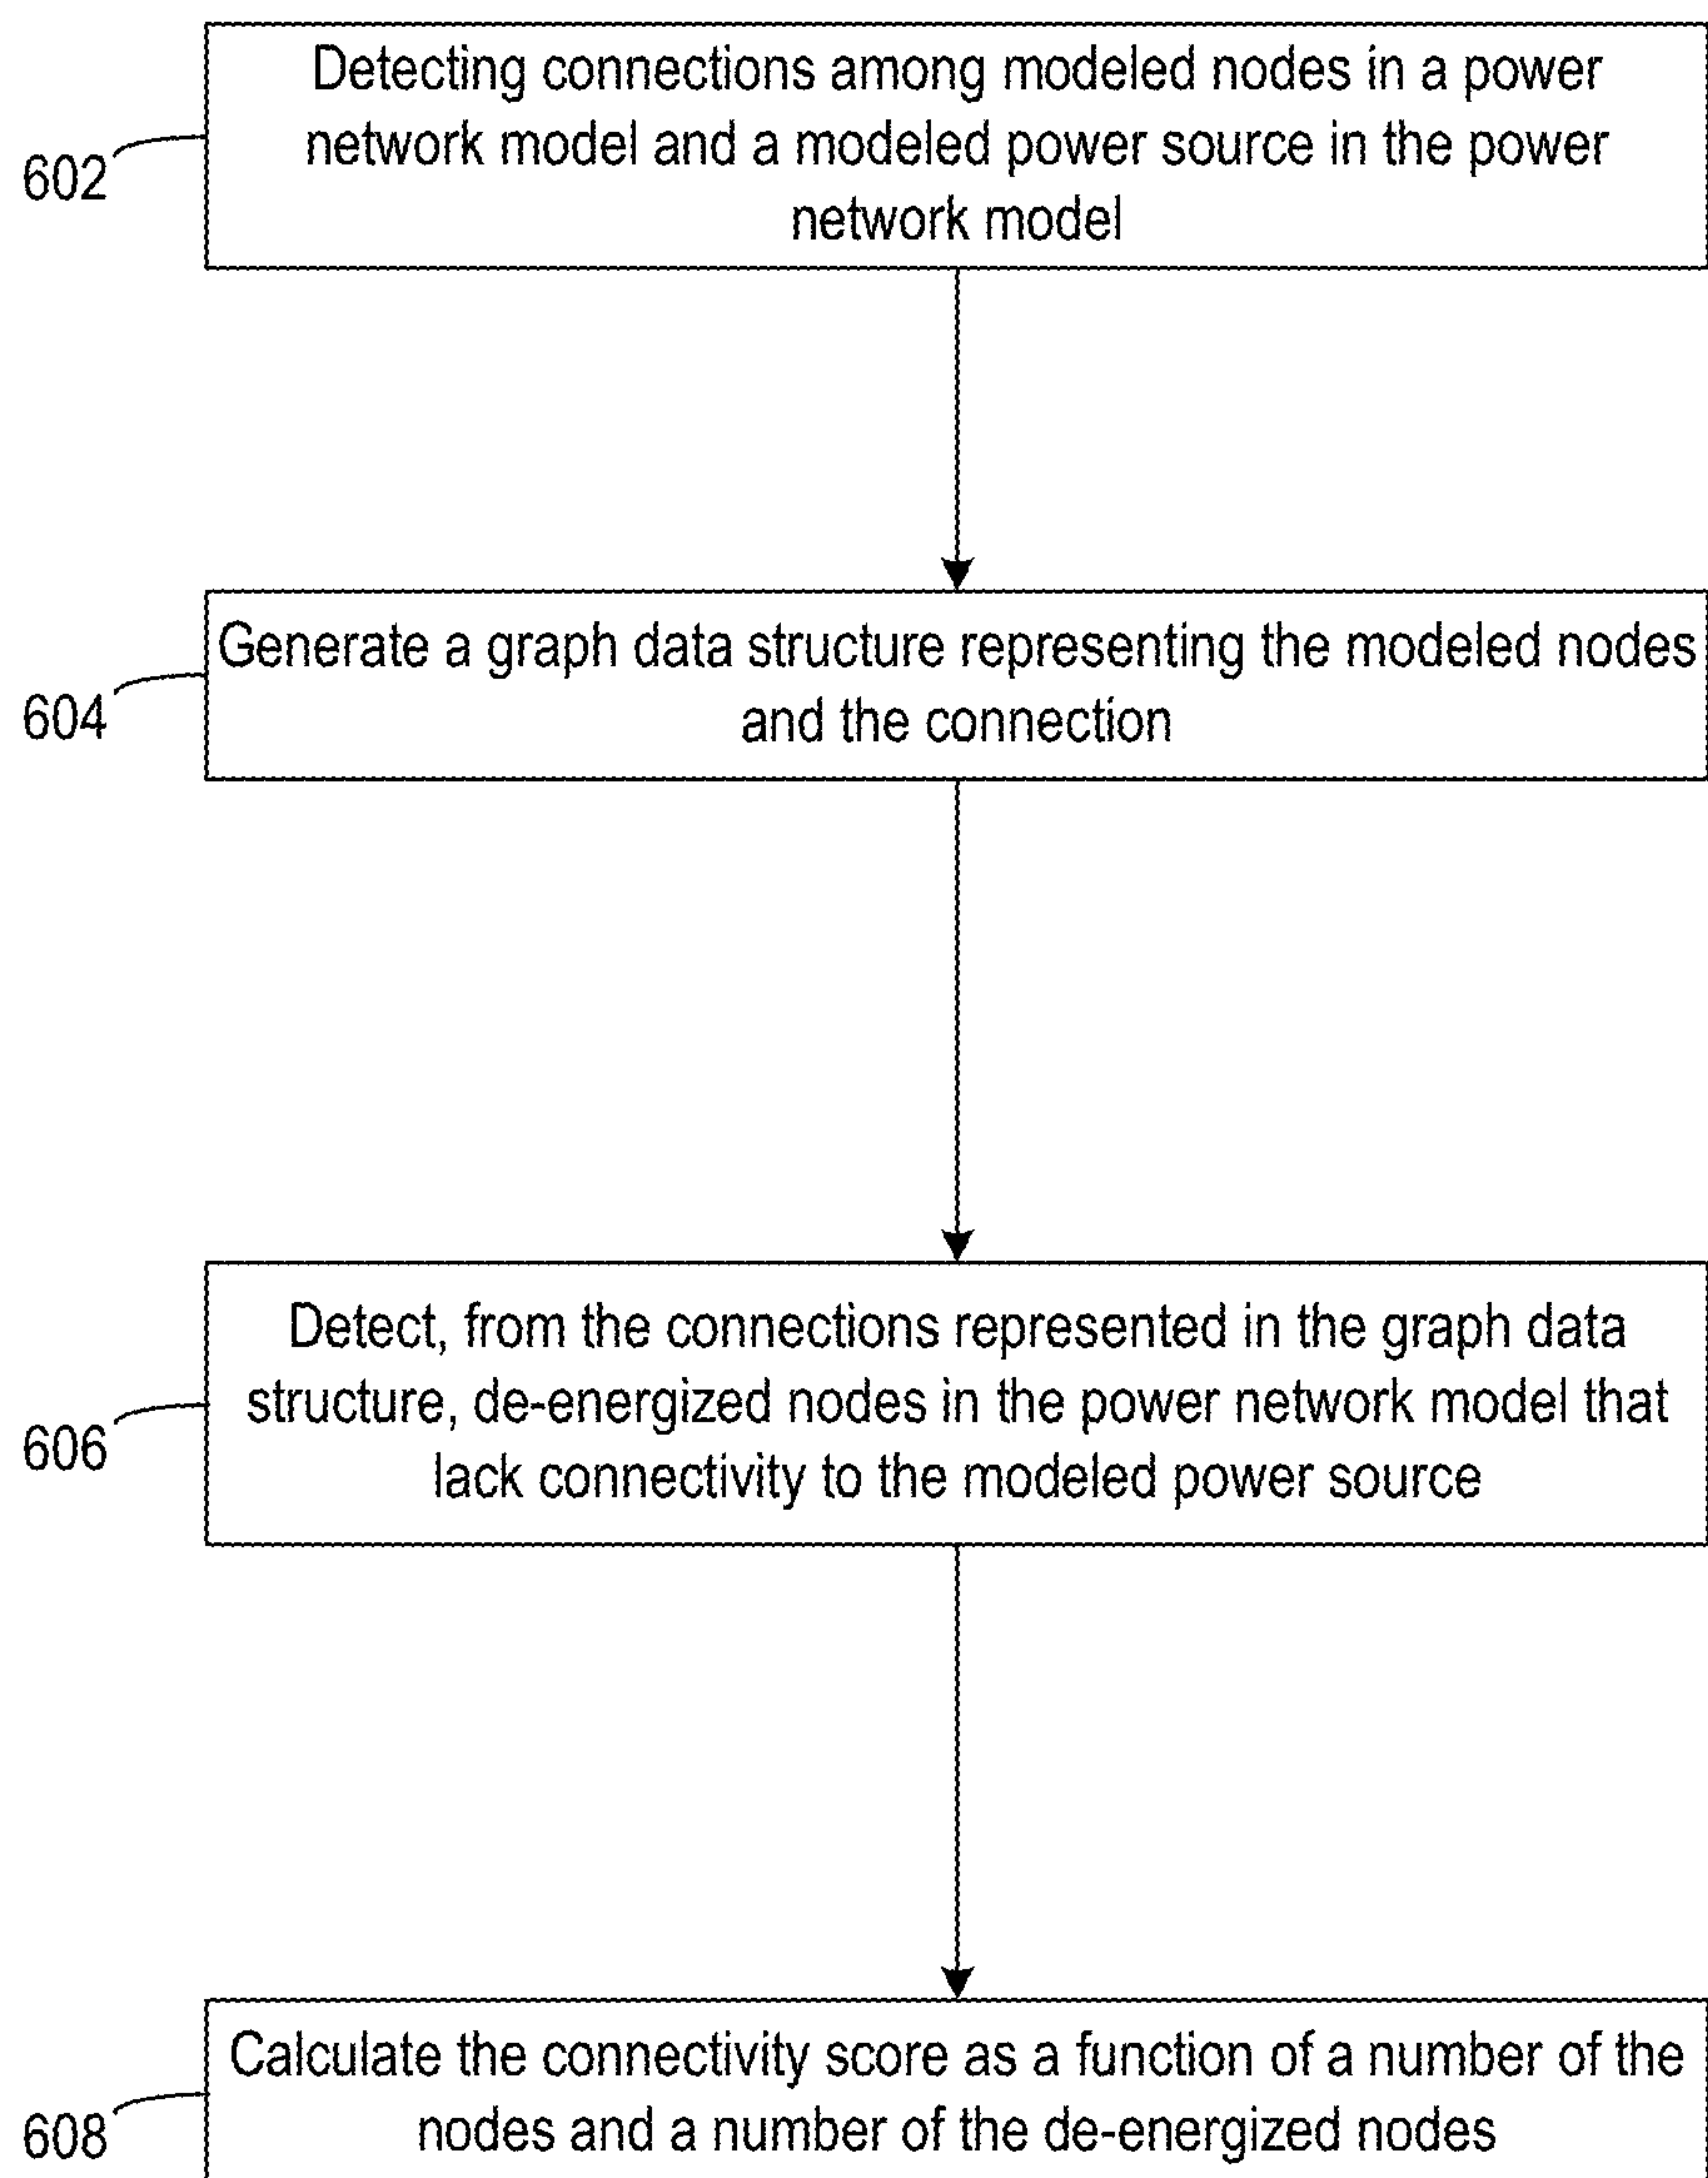 Detecting connections among modeled nodes in a power
network model and a modeled power source in the power
network model
602
Generate a graph data structure representing the modeled nodes
and the connection
604
Detect, from the connections represented in the graph data
structure, de-energized nodes in the power network model that
lack connectivity to the modeled power source
606
Calculate the connectivity score as a function of a number of the
nodes and a number of the de-energized nodes
608